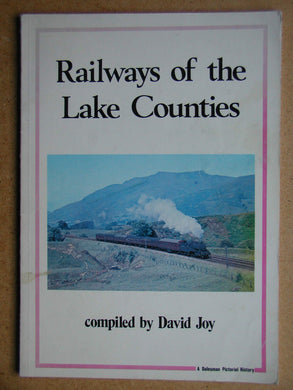 Railways of the
Lake Counties
compiled by David Joy
A Dalesman Pictorial History